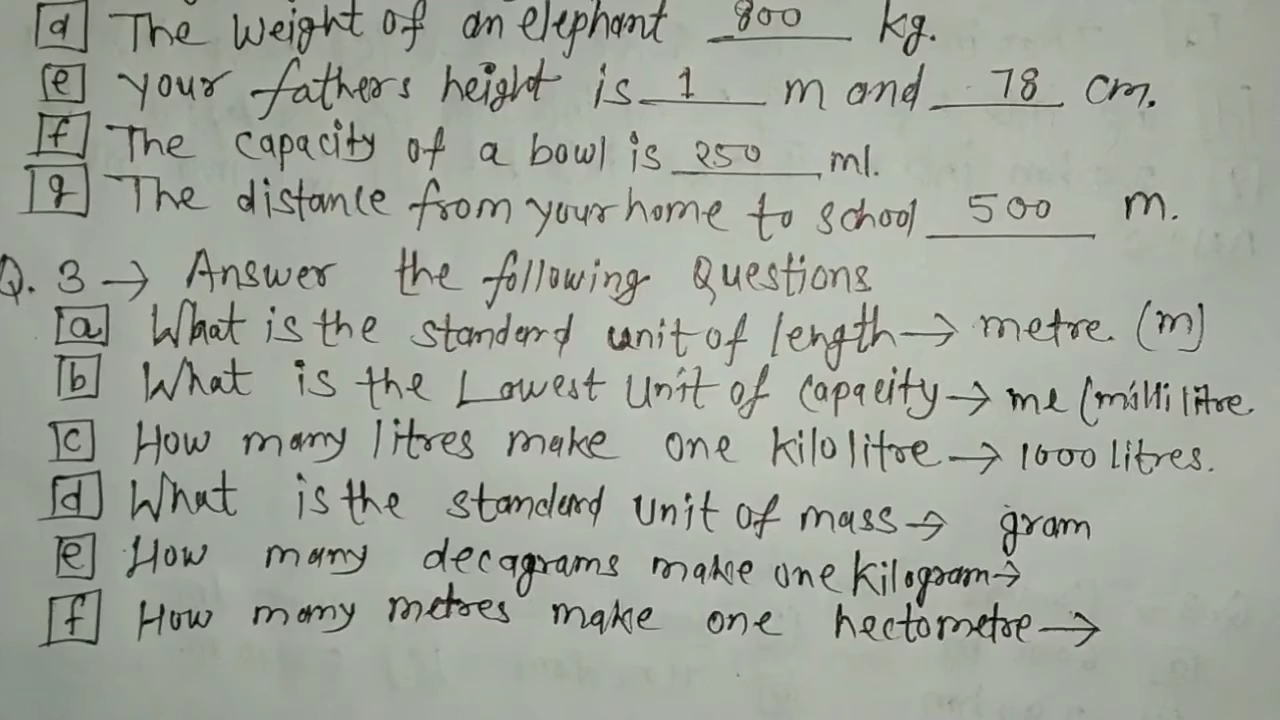 d The weight of an elephant 800 kg.
e your fathers height is 1 m and 78 cm.
f The capacity of a bowl is 250 ml.
g The distance from your home to school 500 m.
Q. 3 → Answer the following Questions
a What is the standard unit of length → metre (m)
b What is the Lowest Unit of capacity → ml (millilitre
c How many litres make one kilolitre → 1000 litres.
d What is the standard Unit of mass → gram
e How many decagrams make one kilogram →
f How many metres make one hectometre →